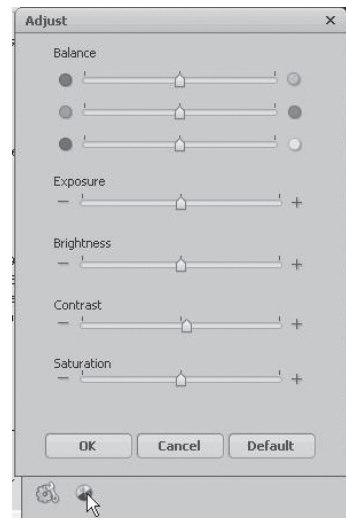 Adjust
Balance
Exposure
Brightness
Contrast
Saturation
OK Cancel Default